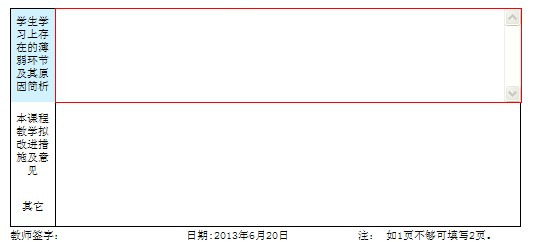 学生学
习上存
在的薄
弱环节
及其原
因简析
本课程
教学拟
改进措
施及意
见
其它
教师签字: 日期:2013年6月20日 注: 如1页不够可填写2页。